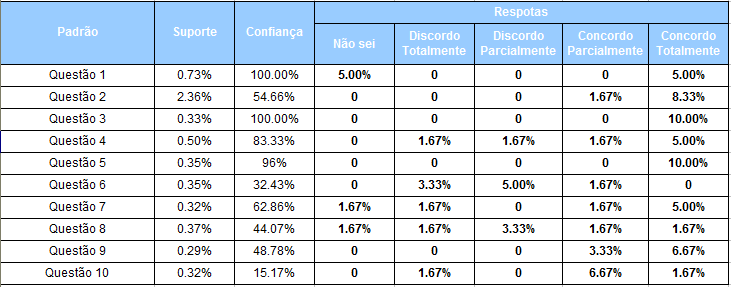 Padrão Suporte Confiança Respotas
Não sei Discordo Totalmente Discordo Parcialmente Concordo Parcialmente Concordo Totalmente
Questão 1 0.73% 100.00% 5.00% 0 0 0 5.00%
Questão 2 2.36% 54.66% 0 0 0 1.67% 8.33%
Questão 3 0.33% 100.00% 0 0 0 0 10.00%
Questão 4 0.50% 83.33% 0 1.67% 1.67% 1.67% 5.00%
Questão 5 0.35% 96% 0 0 0 0 10.00%
Questão 6 0.35% 32.43% 0 3.33% 5.00% 1.67% 0
Questão 7 0.32% 62.86% 1.67% 1.67% 0 1.67% 5.00%
Questão 8 0.37% 44.07% 1.67% 1.67% 3.33% 1.67% 1.67%
Questão 9 0.29% 48.78% 0 0 0 3.33% 6.67%
Questão 10 0.32% 15.17% 0 1.67% 0 6.67% 1.67%